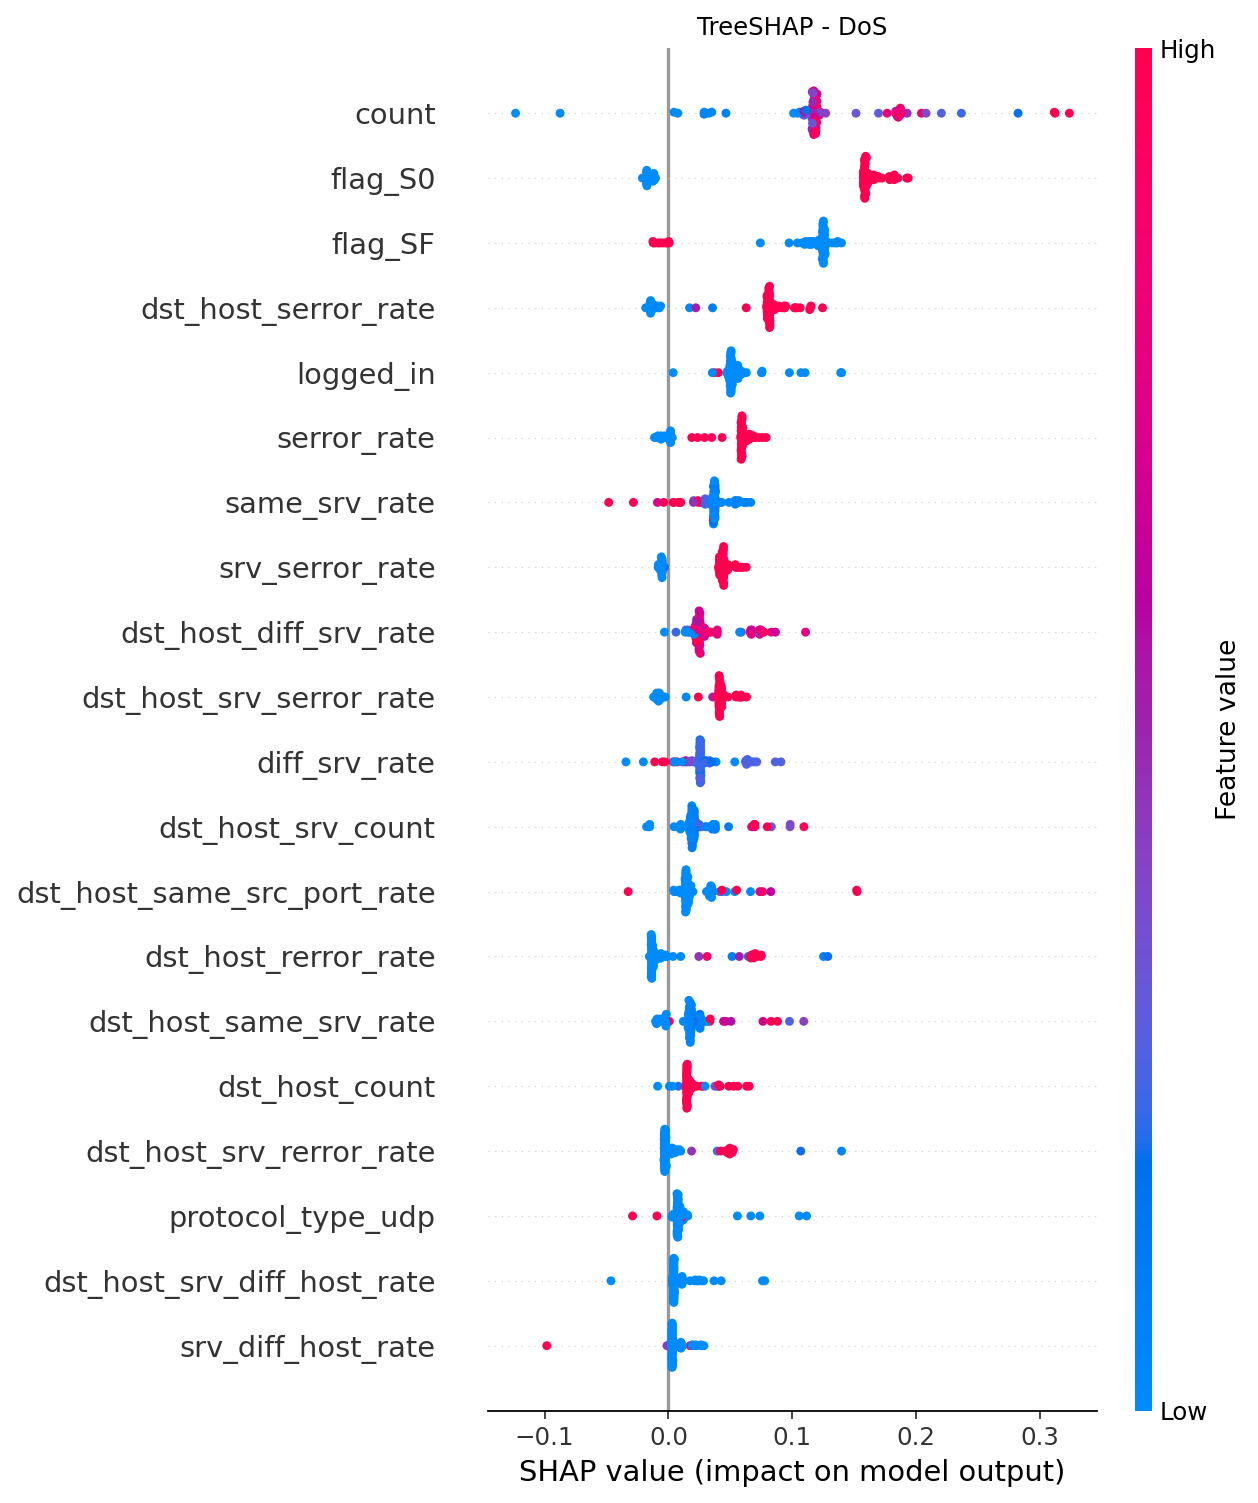 TreeSHAP - DoS
High
count
flag_S0
flag_SF
dst_host_serror_rate
logged_in
serror_rate
same_srv_rate
srv_serror_rate
dst_host_diff_srv_rate
dst_host_srv_serror_rate
diff_srv_rate
dst_host_srv_count
dst_host_same_src_port_rate
dst_host_rerror_rate
dst_host_same_srv_rate
dst_host_count
dst_host_srv_rerror_rate
protocol_type_udp
dst_host_srv_diff_host_rate
srv_diff_host_rate
Feature value
Low
−0.1 0.0 0.1 0.2 0.3
SHAP value (impact on model output)